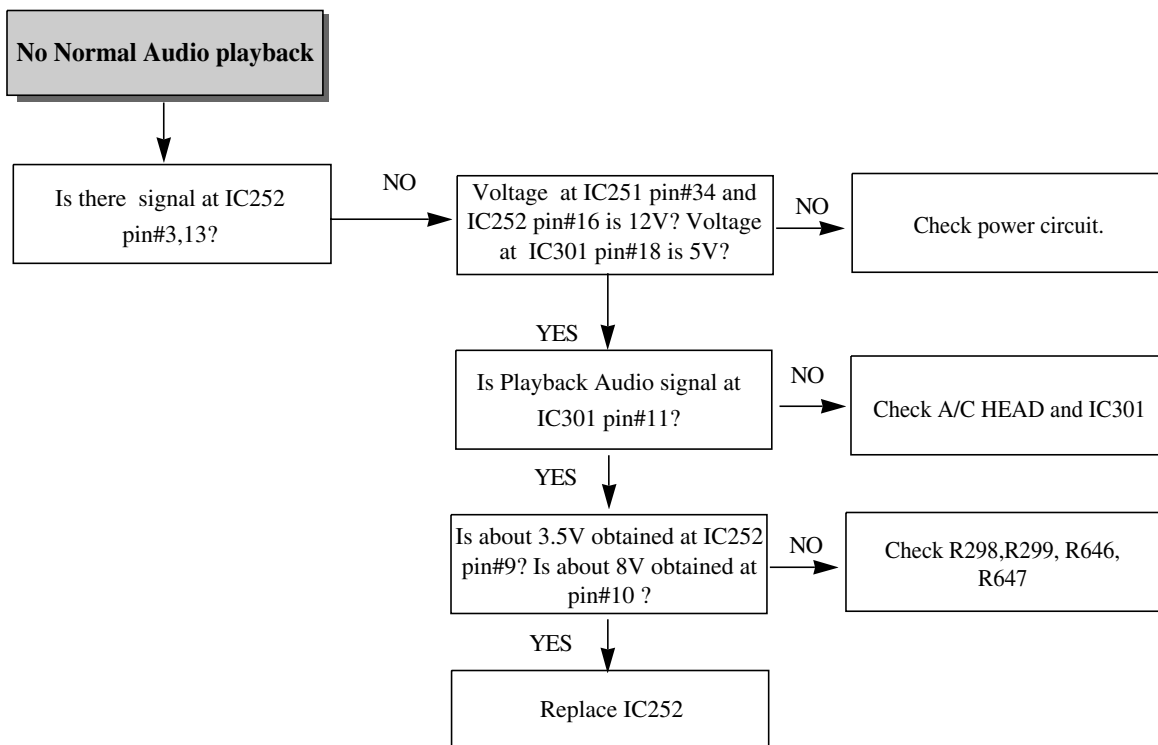 No Normal Audio playback
Is there signal at IC252
pin#3,13?
NO
Voltage at IC251 pin#34 and
IC252 pin#16 is 12V? Voltage
at IC301 pin#18 is 5V?
NO
Check power circuit.
YES
Is Playback Audio signal at
IC301 pin#11?
NO
Check A/C HEAD and IC301
YES
Is about 3.5V obtained at IC252
pin#9? Is about 8V obtained at
pin#10 ?
NO
Check R298,R299, R646,
R647
YES
Replace IC252